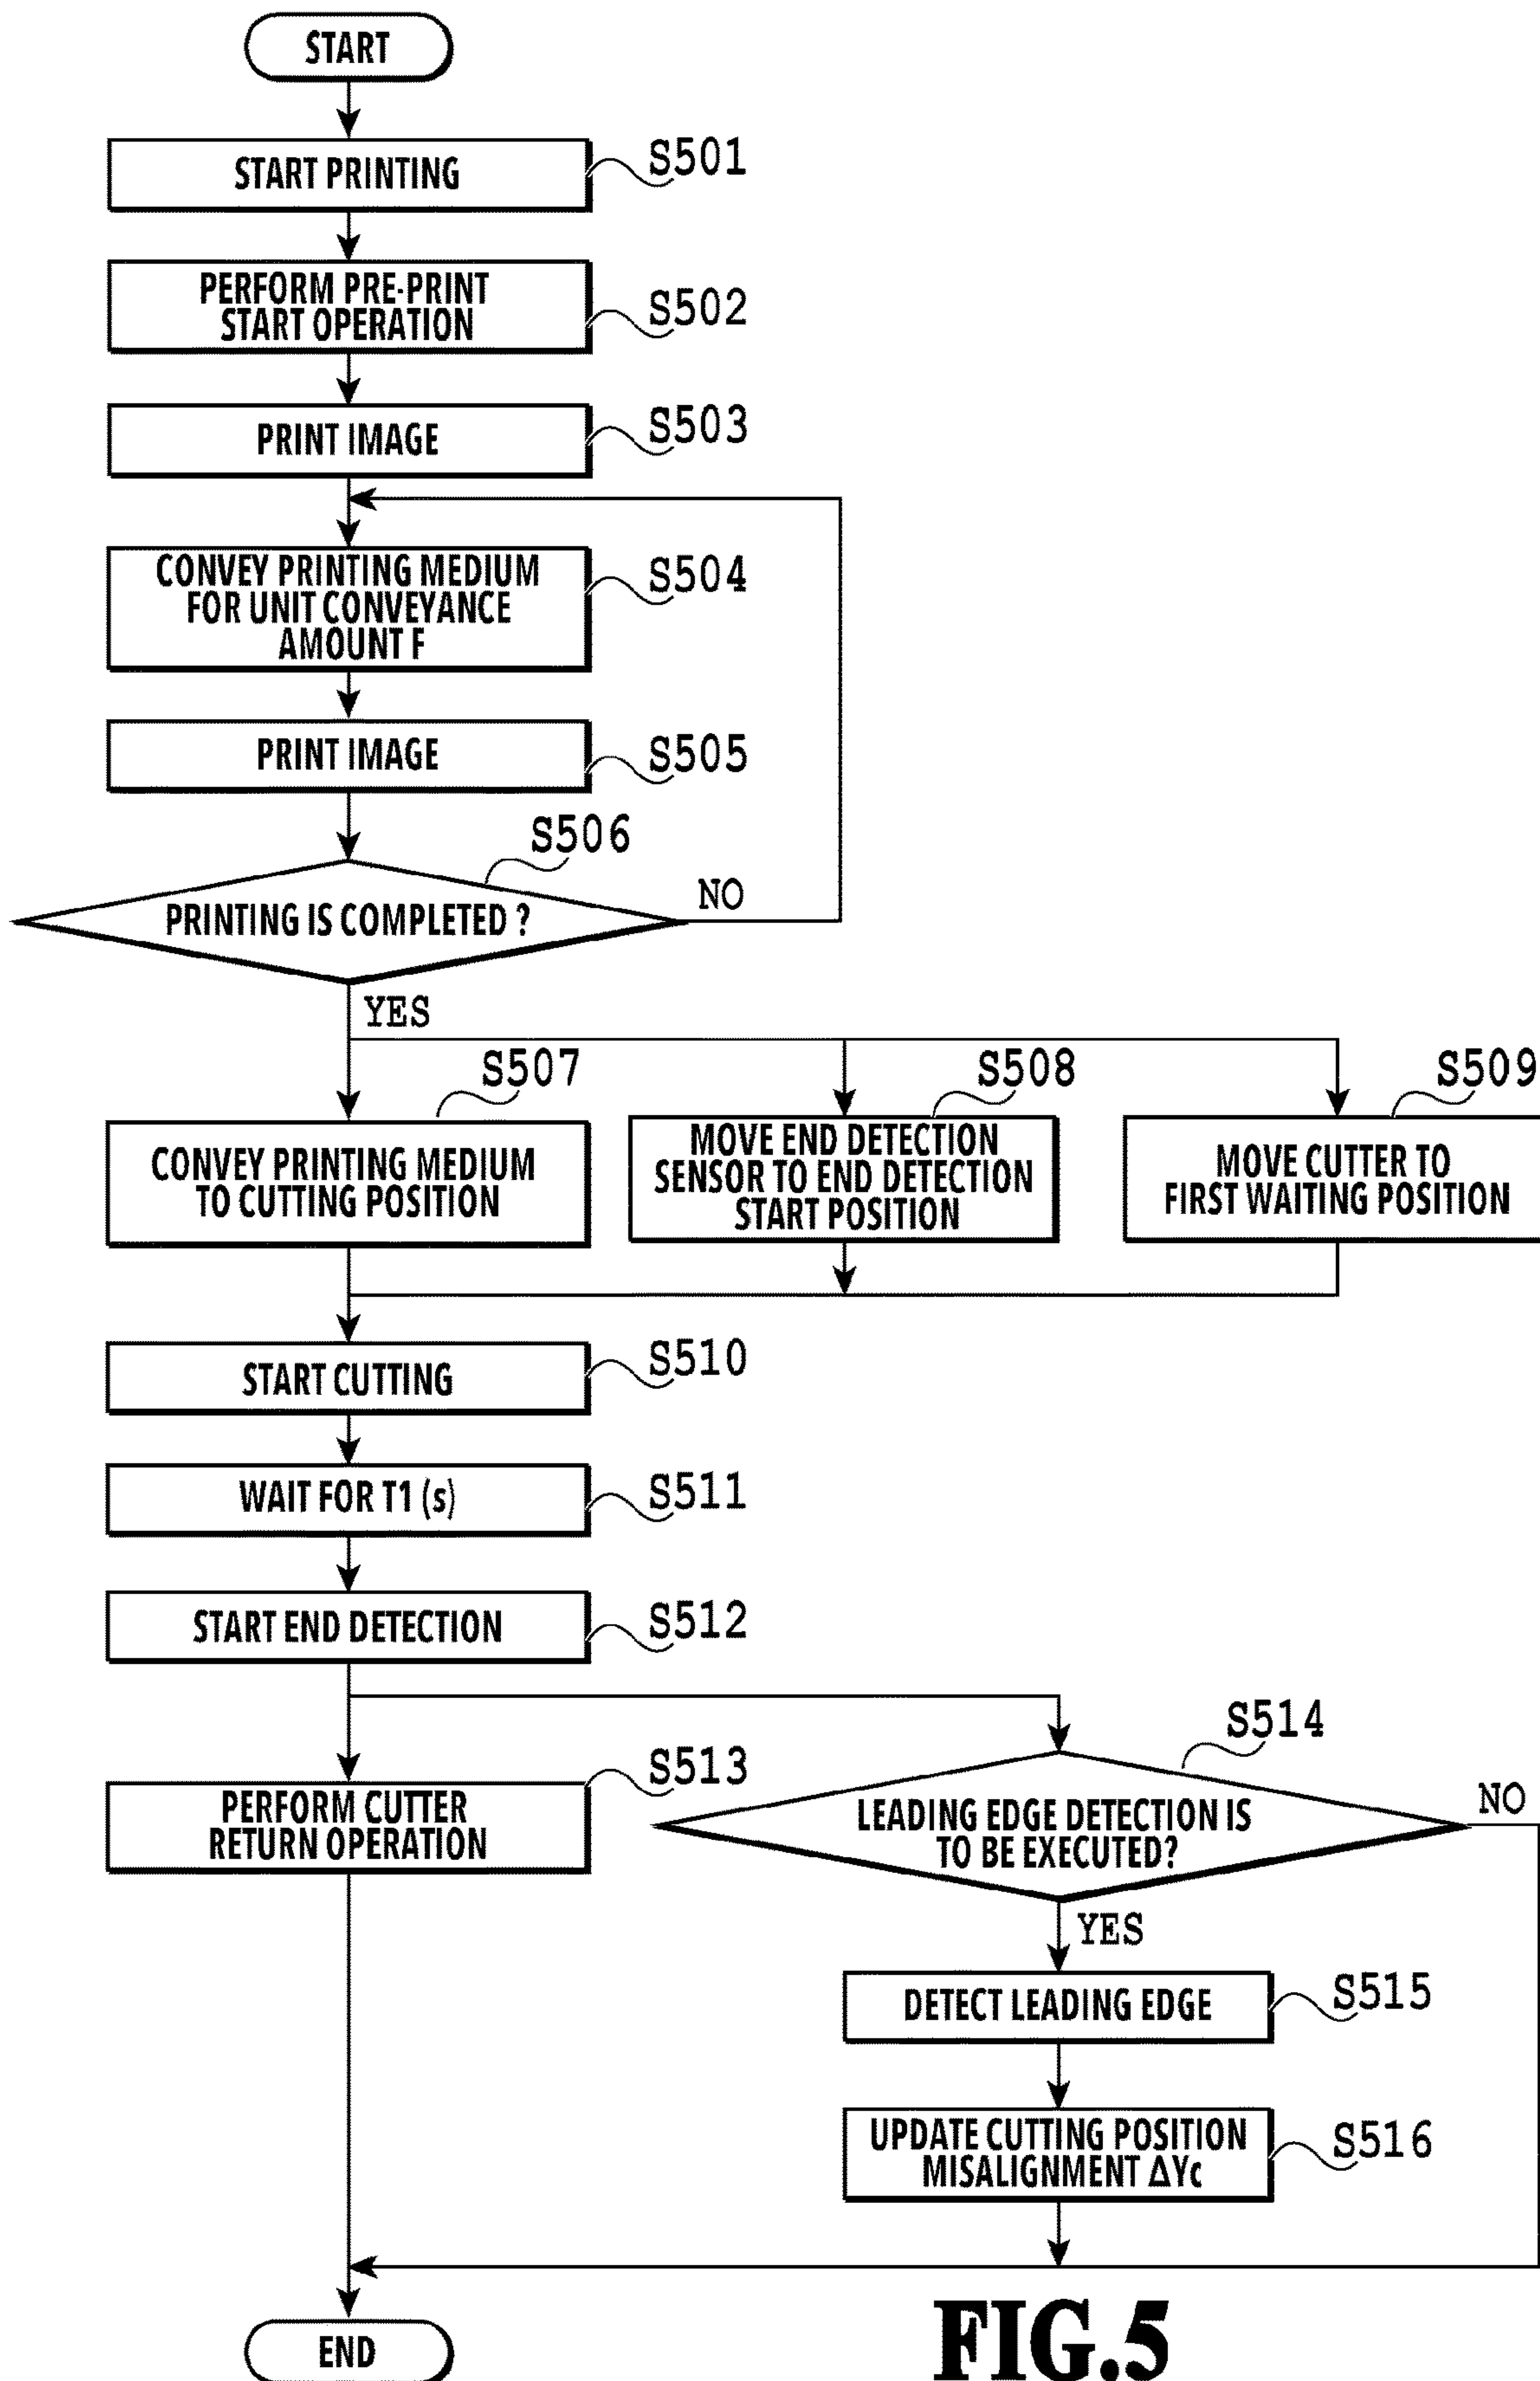 START
START PRINTING
S501
PERFORM PRE-PRINT
START OPERATION
S502
PRINT IMAGE
S503
CONVEY PRINTING MEDIUM
FOR UNIT CONVEYANCE
AMOUNT F
S504
PRINT IMAGE
S505
S506
PRINTING IS COMPLETED ?
NO
YES
S507
CONVEY PRINTING MEDIUM
TO CUTTING POSITION
S508
MOVE END DETECTION
SENSOR TO END DETECTION
START POSITION
S509
MOVE CUTTER TO
FIRST WAITING POSITION
START CUTTING
S510
WAIT FOR T1 (s)
S511
START END DETECTION
S512
S513
PERFORM CUTTER
RETURN OPERATION
S514
LEADING EDGE DETECTION IS
TO BE EXECUTED?
NO
YES
DETECT LEADING EDGE
S515
UPDATE CUTTING POSITION
MISALIGNMENT ΔYc
S516
END
FIG.5